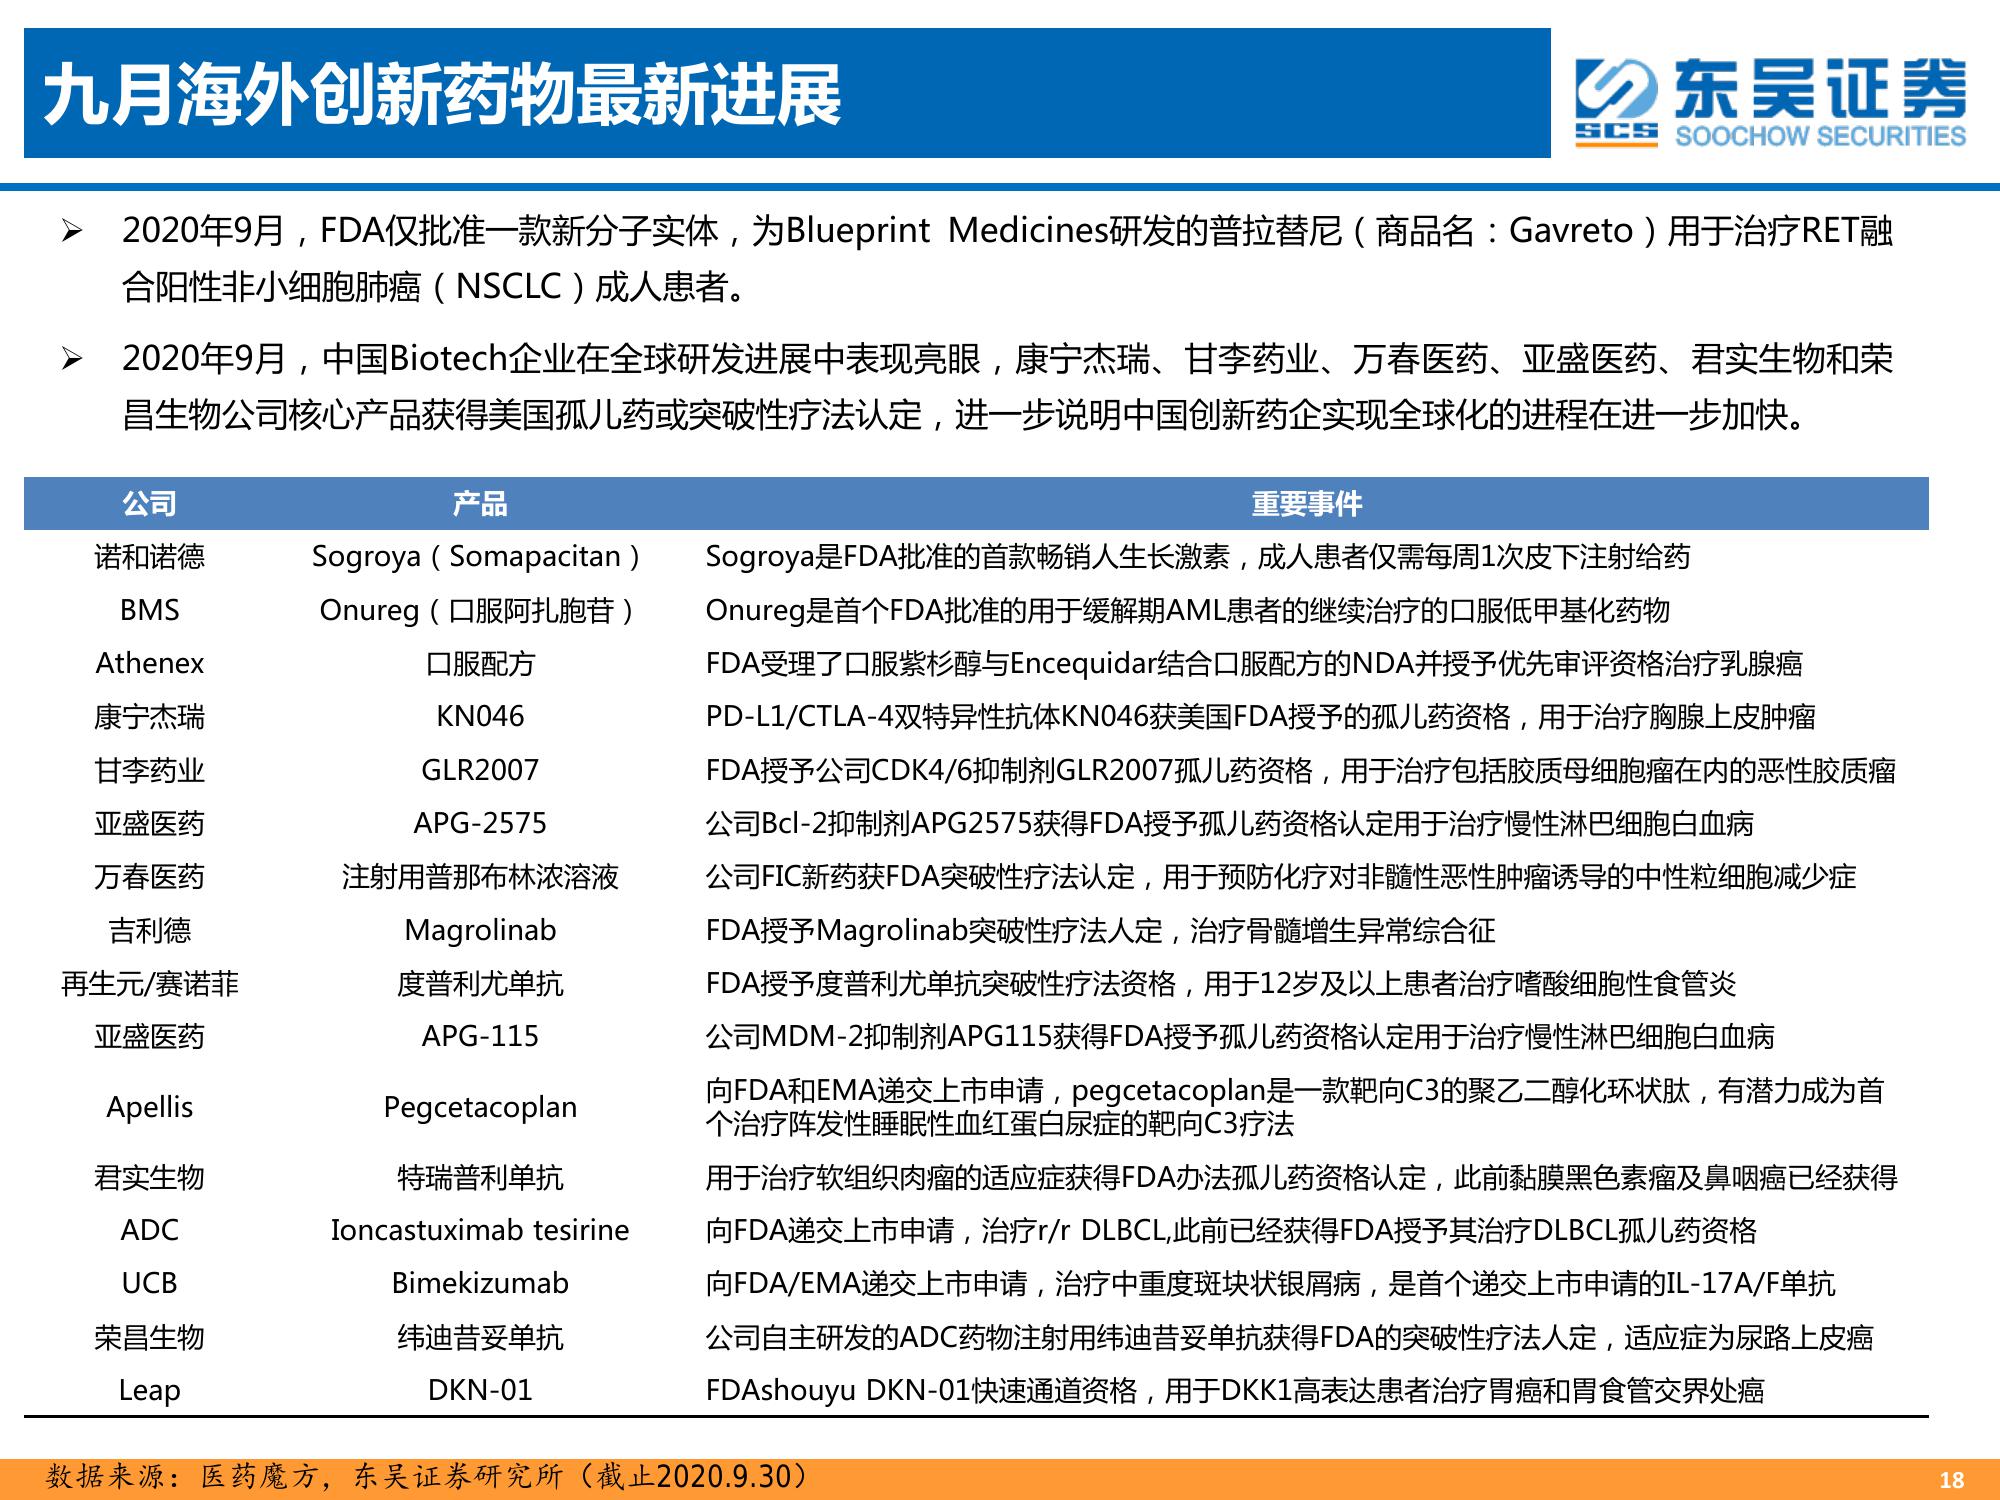 九月海外创新药物最新进展
SCS
东吴证券
SOOCHOW SECURITIES
➢ 2020年9月，FDA仅批准一款新分子实体，为Blueprint Medicines研发的普拉替尼（商品名：Gavreto）用于治疗RET融
合阳性非小细胞肺癌（NSCLC）成人患者。
➢ 2020年9月，中国Biotech企业在全球研发进展中表现亮眼，康宁杰瑞、甘李药业、万春医药、亚盛医药、君实生物和荣
昌生物公司核心产品获得美国孤儿药或突破性疗法认定，进一步说明中国创新药企实现全球化的进程在进一步加快。
公司 产品 重要事件
诺和诺德 Sogroya（Somapacitan） Sogroya是FDA批准的首款畅销人生长激素，成人患者仅需每周1次皮下注射给药
BMS Onureg（口服阿扎胞苷） Onureg是首个FDA批准的用于缓解期AML患者的继续治疗的口服低甲基化药物
Athenex 口服配方 FDA受理了口服紫杉醇与Encequidar结合口服配方的NDA并授予优先审评资格治疗乳腺癌
康宁杰瑞 KN046 PD-L1/CTLA-4双特异性抗体KN046获美国FDA授予的孤儿药资格，用于治疗胸腺上皮肿瘤
甘李药业 GLR2007 FDA授予公司CDK4/6抑制剂GLR2007孤儿药资格，用于治疗包括胶质母细胞瘤在内的恶性胶质瘤
亚盛医药 APG-2575 公司Bcl-2抑制剂APG2575获得FDA授予孤儿药资格认定用于治疗慢性淋巴细胞白血病
万春医药 注射用普那布林浓溶液 公司FIC新药获FDA突破性疗法认定，用于预防化疗对非髓性恶性肿瘤诱导的中性粒细胞减少症
吉利德 Magrolinab FDA授予Magrolinab突破性疗法人定，治疗骨髓增生异常综合征
再生元/赛诺菲 度普利尤单抗 FDA授予度普利尤单抗突破性疗法资格，用于12岁及以上患者治疗嗜酸细胞性食管炎
亚盛医药 APG-115 公司MDM-2抑制剂APG115获得FDA授予孤儿药资格认定用于治疗慢性淋巴细胞白血病
Apellis Pegcetacoplan 向FDA和EMA递交上市申请，pegcetacoplan是一款靶向C3的聚乙二醇化环状肽，有潜力成为首
个治疗阵发性睡眠性血红蛋白尿症的靶向C3疗法
君实生物 特瑞普利单抗 用于治疗软组织肉瘤的适应症获得FDA办法孤儿药资格认定，此前黏膜黑色素瘤及鼻咽癌已经获得
ADC Ioncastuximab tesirine 向FDA递交上市申请，治疗r/r DLBCL,此前已经获得FDA授予其治疗DLBCL孤儿药资格
UCB Bimekizumab 向FDA/EMA递交上市申请，治疗中重度斑块状银屑病，是首个递交上市申请的IL-17A/F单抗
荣昌生物 纬迪昔妥单抗 公司自主研发的ADC药物注射用纬迪昔妥单抗获得FDA的突破性疗法人定，适应症为尿路上皮癌
Leap DKN-01 FDAshouyu DKN-01快速通道资格，用于DKK1高表达患者治疗胃癌和胃食管交界处癌
数据来源：医药魔方，东吴证券研究所（截止2020.9.30）
18